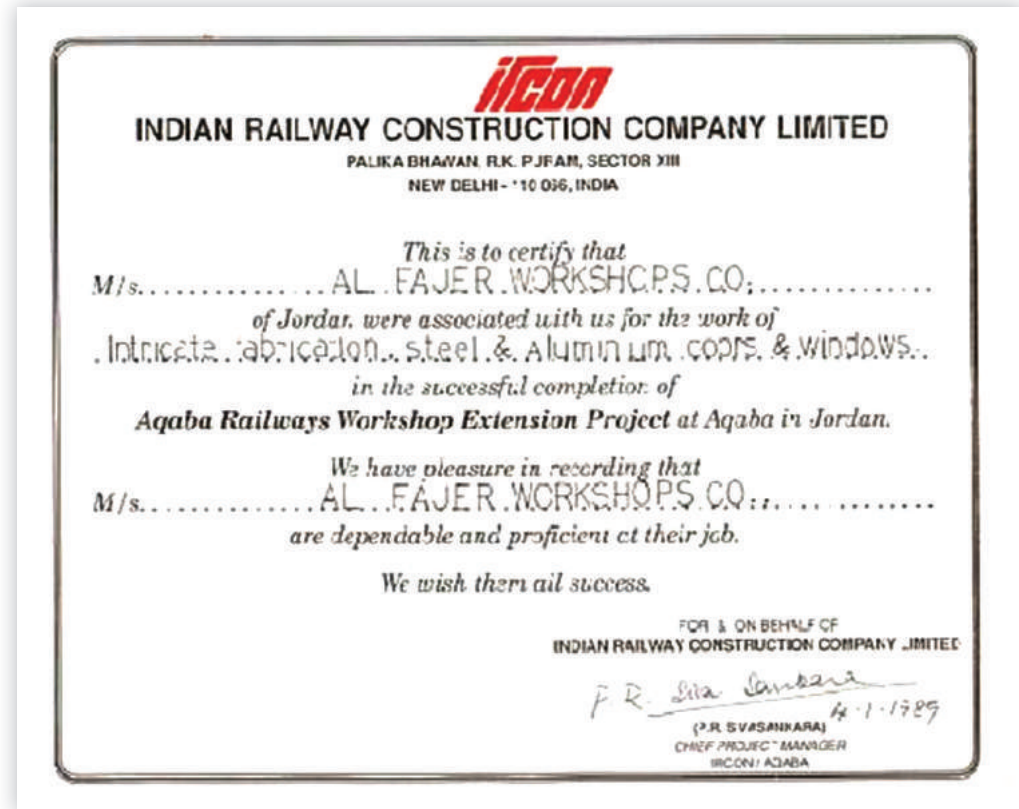 ircon
INDIAN RAILWAY CONSTRUCTION COMPANY LIMITED
PALIKA BHAWAN, R.K. PURAM, SECTOR XIII
NEW DELHI - 110 066, INDIA
This is to certify that
M/s. AL FAJER WORKSHOPS CO.
of Jordan, were associated with us for the work of
Intricate fabrication, steel & Aluminium doors & windows.
in the successful completion of
Aqaba Railways Workshop Extension Project at Aqaba in Jordan.
We have pleasure in recording that
M/s. AL FAJER WORKSHOPS CO.
are dependable and proficient at their job.
We wish them all success.
FOR & ON BEHALF OF
INDIAN RAILWAY CONSTRUCTION COMPANY LIMITED
P. R. Siva Sankara
4-1-1989
(P.R. SIVASANKARA)
CHIEF PROJECT MANAGER
IRCON / AQABA